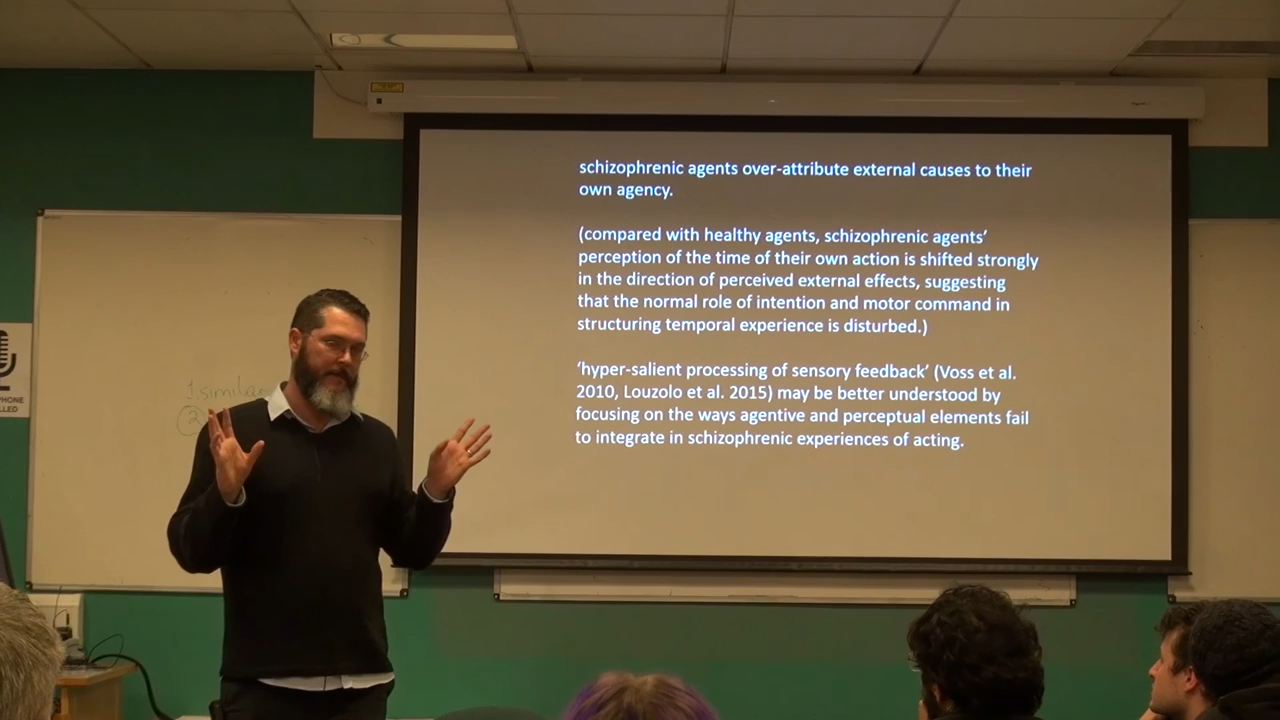 schizophrenic agents over-attribute external causes to their
own agency.
(compared with healthy agents, schizophrenic agents’
perception of the time of their own action is shifted strongly
in the direction of perceived external effects, suggesting
that the normal role of intention and motor command in
structuring temporal experience is disturbed.)
‘hyper-salient processing of sensory feedback’ (Voss et al.
2010, Louzolo et al. 2015) may be better understood by
focusing on the ways agentive and perceptual elements fail
to integrate in schizophrenic experiences of acting.
1. simila
2
PHONE
LLED